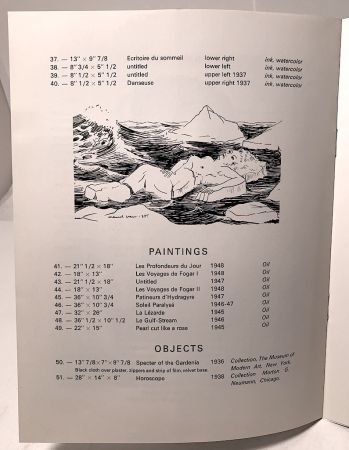 37. — 13" × 9" 7/8 Ecritoire du sommeil lower right ink, watercolor
38. — 8" 3/4 × 5" 1/2 untitled lower left ink, watercolor
39. — 8" 1/2 × 5" 1/2 untitled upper left 1937 ink, watercolor
40. — 8" 1/2 × 5" 1/2 Danseuse upper right 1937 ink, watercolor
PAINTINGS
41. — 21" 1/2 × 18" Les Profondeurs du Jour 1948 Oil
42. — 18" × 13" Les Voyages de Fogar I 1948 Oil
43. — 21" 1/2 × 18" Untitled 1947 Oil
44. — 18" × 13" Les Voyages de Fogar II 1948 Oil
45. — 36" × 10" 3/4 Patineurs d'Hydragyre 1947 Oil
46. — 36" × 10" 3/4 Soleil Paralysé 1946-47 Oil
47. — 32" × 26" La Lézarde 1945 Oil
48. — 36" 1/2 × 10" 1/2 Le Gulf-Stream 1946 Oil
49. — 22" × 15" Pearl cut like a rose 1945 Oil
OBJECTS
50. — 13" 7/8 × 7" × 9" 7/8 Specter of the Gardenia 1936 Collection, The Museum of
Modern Art, New York.
Black cloth over plaster, zippers and strip of film, velvet base.
51. — 28" × 14" × 8" Horoscope 1938 Collection Morton G.
Neumann, Chicago.